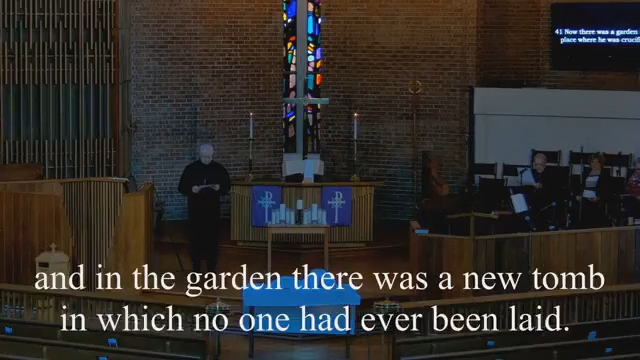 41 Now there was a garden
place where he was crucifi
and in the garden there was a new tomb
in which no one had ever been laid.